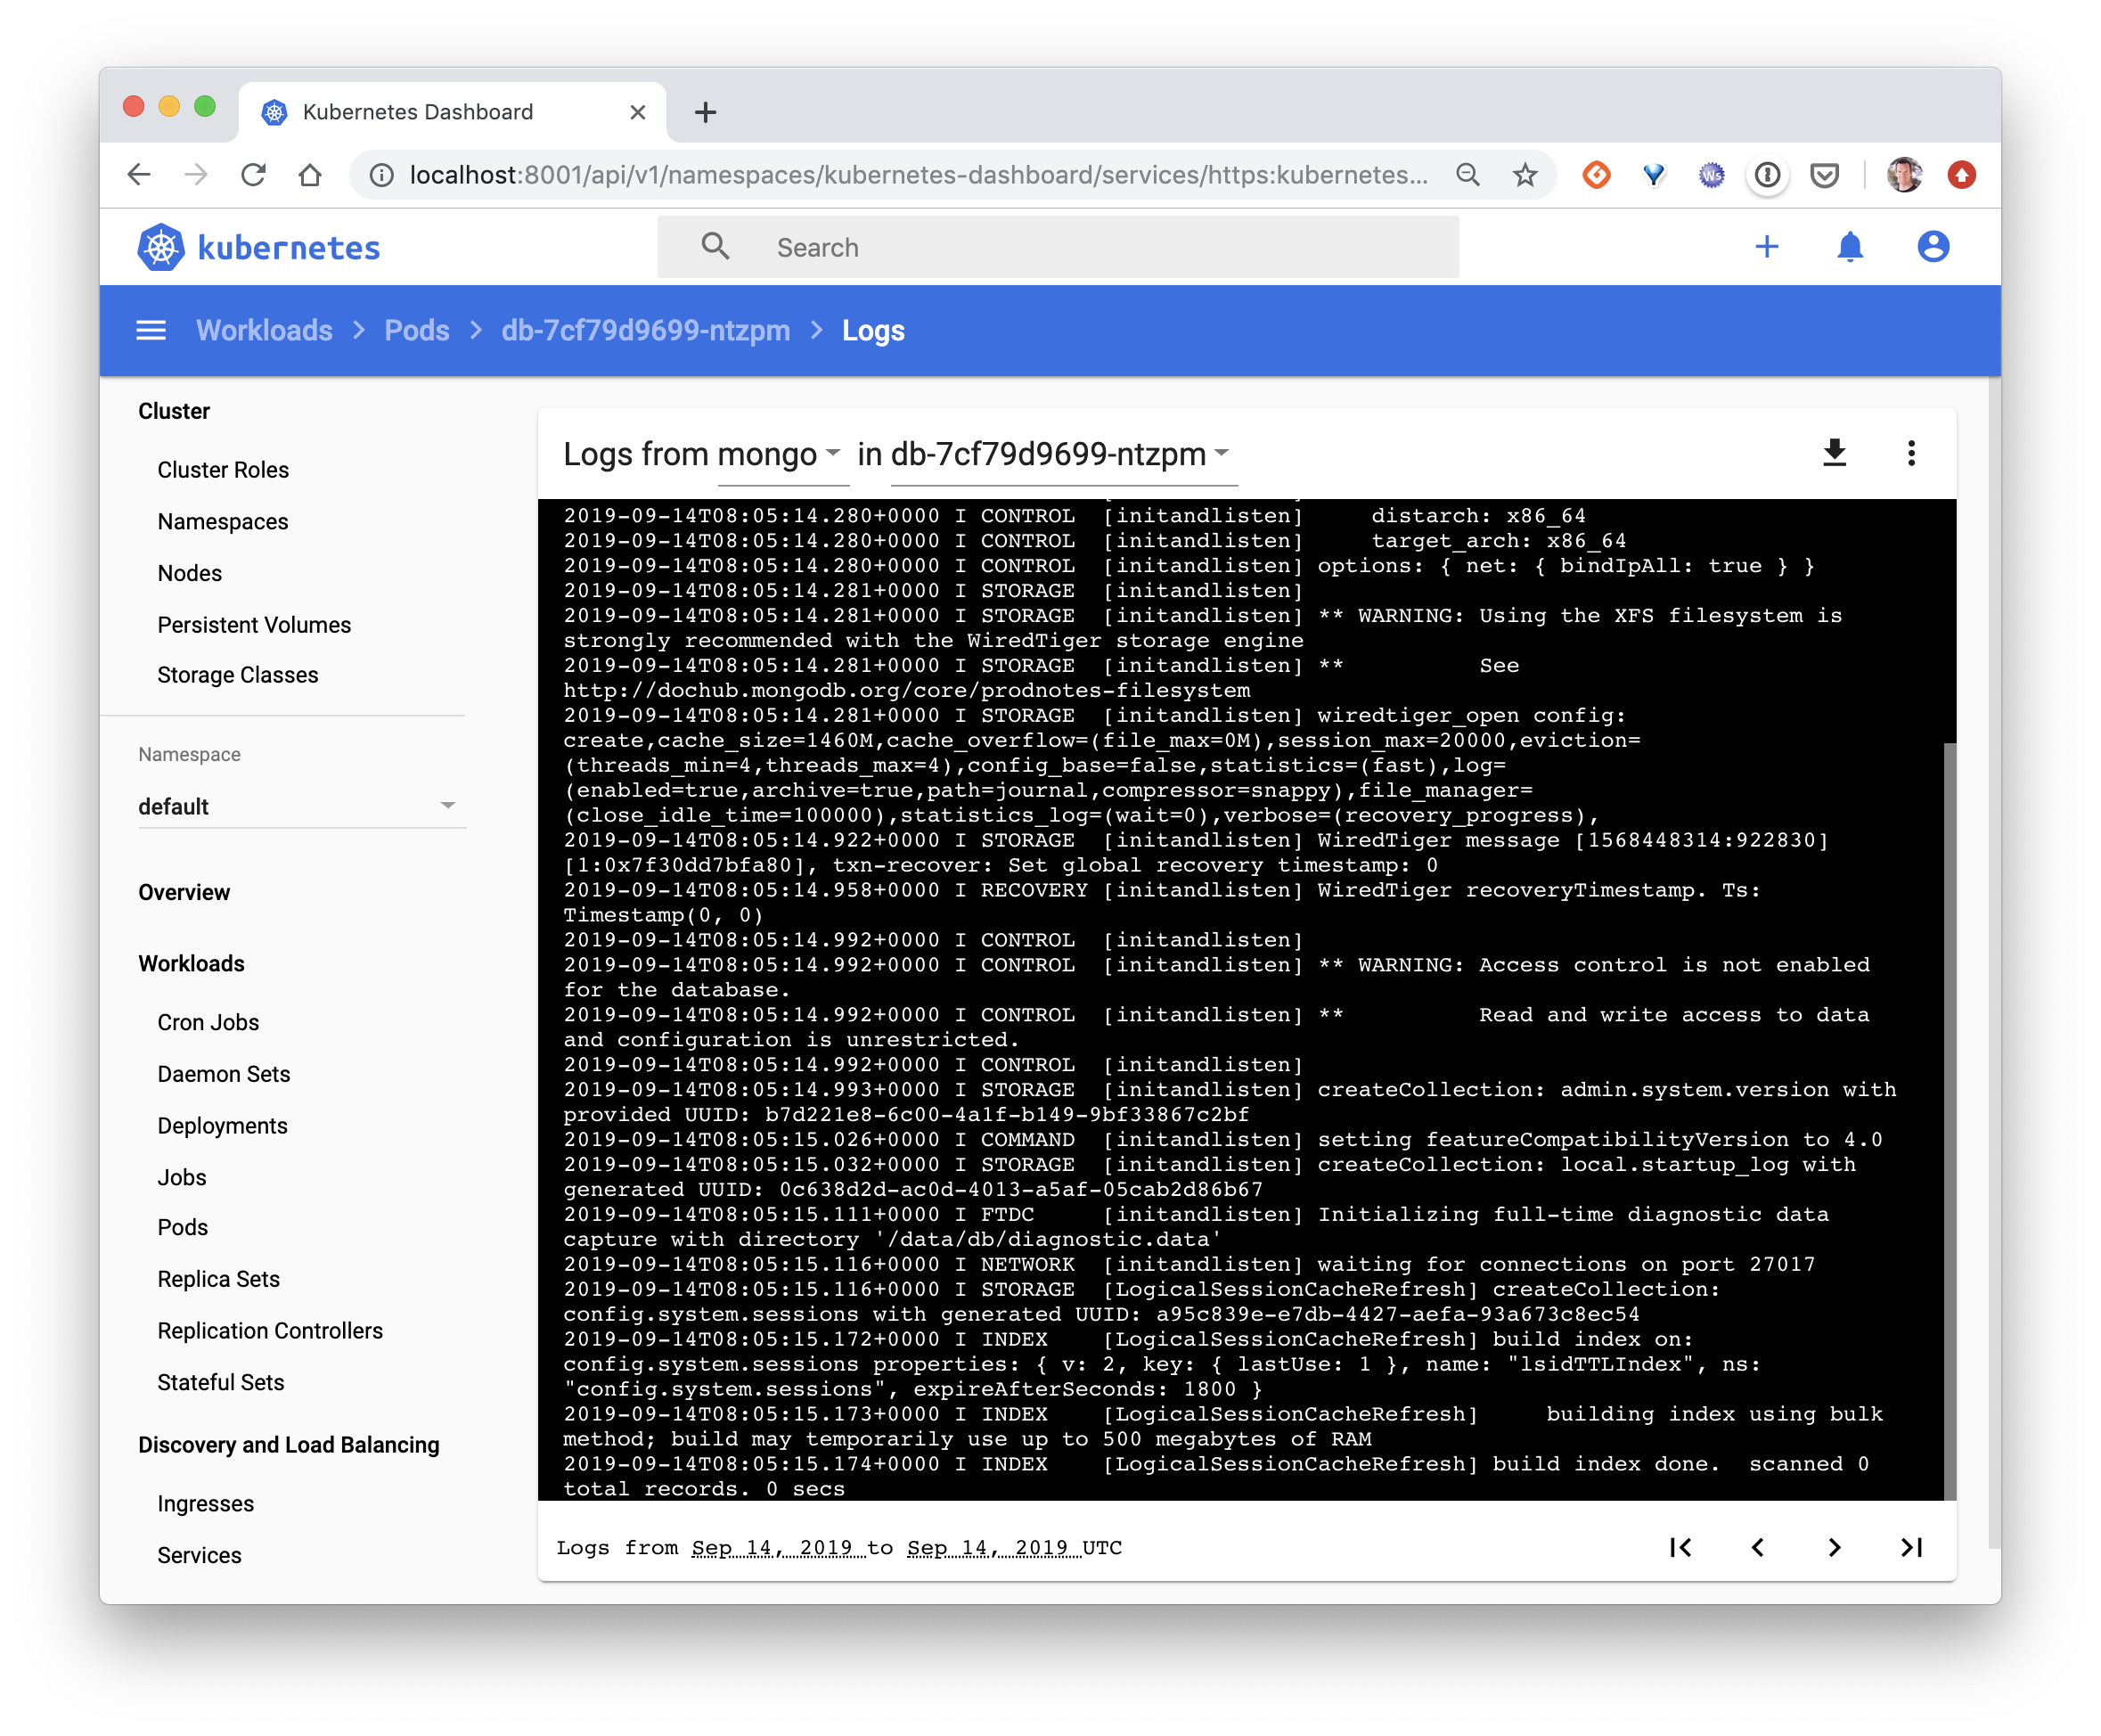 Kubernetes Dashboard
localhost:8001/api/v1/namespaces/kubernetes-dashboard/services/https:kubernetes...
Ws
kubernetes
Search
Workloads > Pods > db-7cf79d9699-ntzpm > Logs
Cluster
Cluster Roles
Namespaces
Nodes
Persistent Volumes
Storage Classes
Namespace
default
Overview
Workloads
Cron Jobs
Daemon Sets
Deployments
Jobs
Pods
Replica Sets
Replication Controllers
Stateful Sets
Discovery and Load Balancing
Ingresses
Services
Logs from mongo in db-7cf79d9699-ntzpm
2019-09-14T08:05:14.280+0000 I CONTROL  [initandlisten]     distarch: x86_64
2019-09-14T08:05:14.280+0000 I CONTROL  [initandlisten]     target_arch: x86_64
2019-09-14T08:05:14.280+0000 I CONTROL  [initandlisten] options: { net: { bindIpAll: true } }
2019-09-14T08:05:14.281+0000 I STORAGE  [initandlisten]
2019-09-14T08:05:14.281+0000 I STORAGE  [initandlisten] ** WARNING: Using the XFS filesystem is
strongly recommended with the WiredTiger storage engine
2019-09-14T08:05:14.281+0000 I STORAGE  [initandlisten] **          See
http://dochub.mongodb.org/core/prodnotes-filesystem
2019-09-14T08:05:14.281+0000 I STORAGE  [initandlisten] wiredtiger_open config:
create,cache_size=1460M,cache_overflow=(file_max=0M),session_max=20000,eviction=
(threads_min=4,threads_max=4),config_base=false,statistics=(fast),log=
(enabled=true,archive=true,path=journal,compressor=snappy),file_manager=
(close_idle_time=100000),statistics_log=(wait=0),verbose=(recovery_progress),
2019-09-14T08:05:14.922+0000 I STORAGE  [initandlisten] WiredTiger message [1568448314:922830]
[1:0x7f30dd7bfa80], txn-recover: Set global recovery timestamp: 0
2019-09-14T08:05:14.958+0000 I RECOVERY [initandlisten] WiredTiger recoveryTimestamp. Ts:
Timestamp(0, 0)
2019-09-14T08:05:14.992+0000 I CONTROL  [initandlisten]
2019-09-14T08:05:14.992+0000 I CONTROL  [initandlisten] ** WARNING: Access control is not enabled
for the database.
2019-09-14T08:05:14.992+0000 I CONTROL  [initandlisten] **          Read and write access to data
and configuration is unrestricted.
2019-09-14T08:05:14.992+0000 I CONTROL  [initandlisten]
2019-09-14T08:05:14.993+0000 I STORAGE  [initandlisten] createCollection: admin.system.version with
provided UUID: b7d221e8-6c00-4a1f-b149-9bf33867c2bf
2019-09-14T08:05:15.026+0000 I COMMAND  [initandlisten] setting featureCompatibilityVersion to 4.0
2019-09-14T08:05:15.032+0000 I STORAGE  [initandlisten] createCollection: local.startup_log with
generated UUID: 0c638d2d-ac0d-4013-a5af-05cab2d86b67
2019-09-14T08:05:15.111+0000 I FTDC     [initandlisten] Initializing full-time diagnostic data
capture with directory '/data/db/diagnostic.data'
2019-09-14T08:05:15.116+0000 I NETWORK  [initandlisten] waiting for connections on port 27017
2019-09-14T08:05:15.116+0000 I STORAGE  [LogicalSessionCacheRefresh] createCollection:
config.system.sessions with generated UUID: a95c839e-e7db-4427-aefa-93a673c8ec54
2019-09-14T08:05:15.172+0000 I INDEX    [LogicalSessionCacheRefresh] build index on:
config.system.sessions properties: { v: 2, key: { lastUse: 1 }, name: "lsidTTLIndex", ns:
"config.system.sessions", expireAfterSeconds: 1800 }
2019-09-14T08:05:15.173+0000 I INDEX    [LogicalSessionCacheRefresh]     building index using bulk
method; build may temporarily use up to 500 megabytes of RAM
2019-09-14T08:05:15.174+0000 I INDEX    [LogicalSessionCacheRefresh] build index done.  scanned 0
total records. 0 secs
Logs from Sep 14, 2019 to Sep 14, 2019 UTC